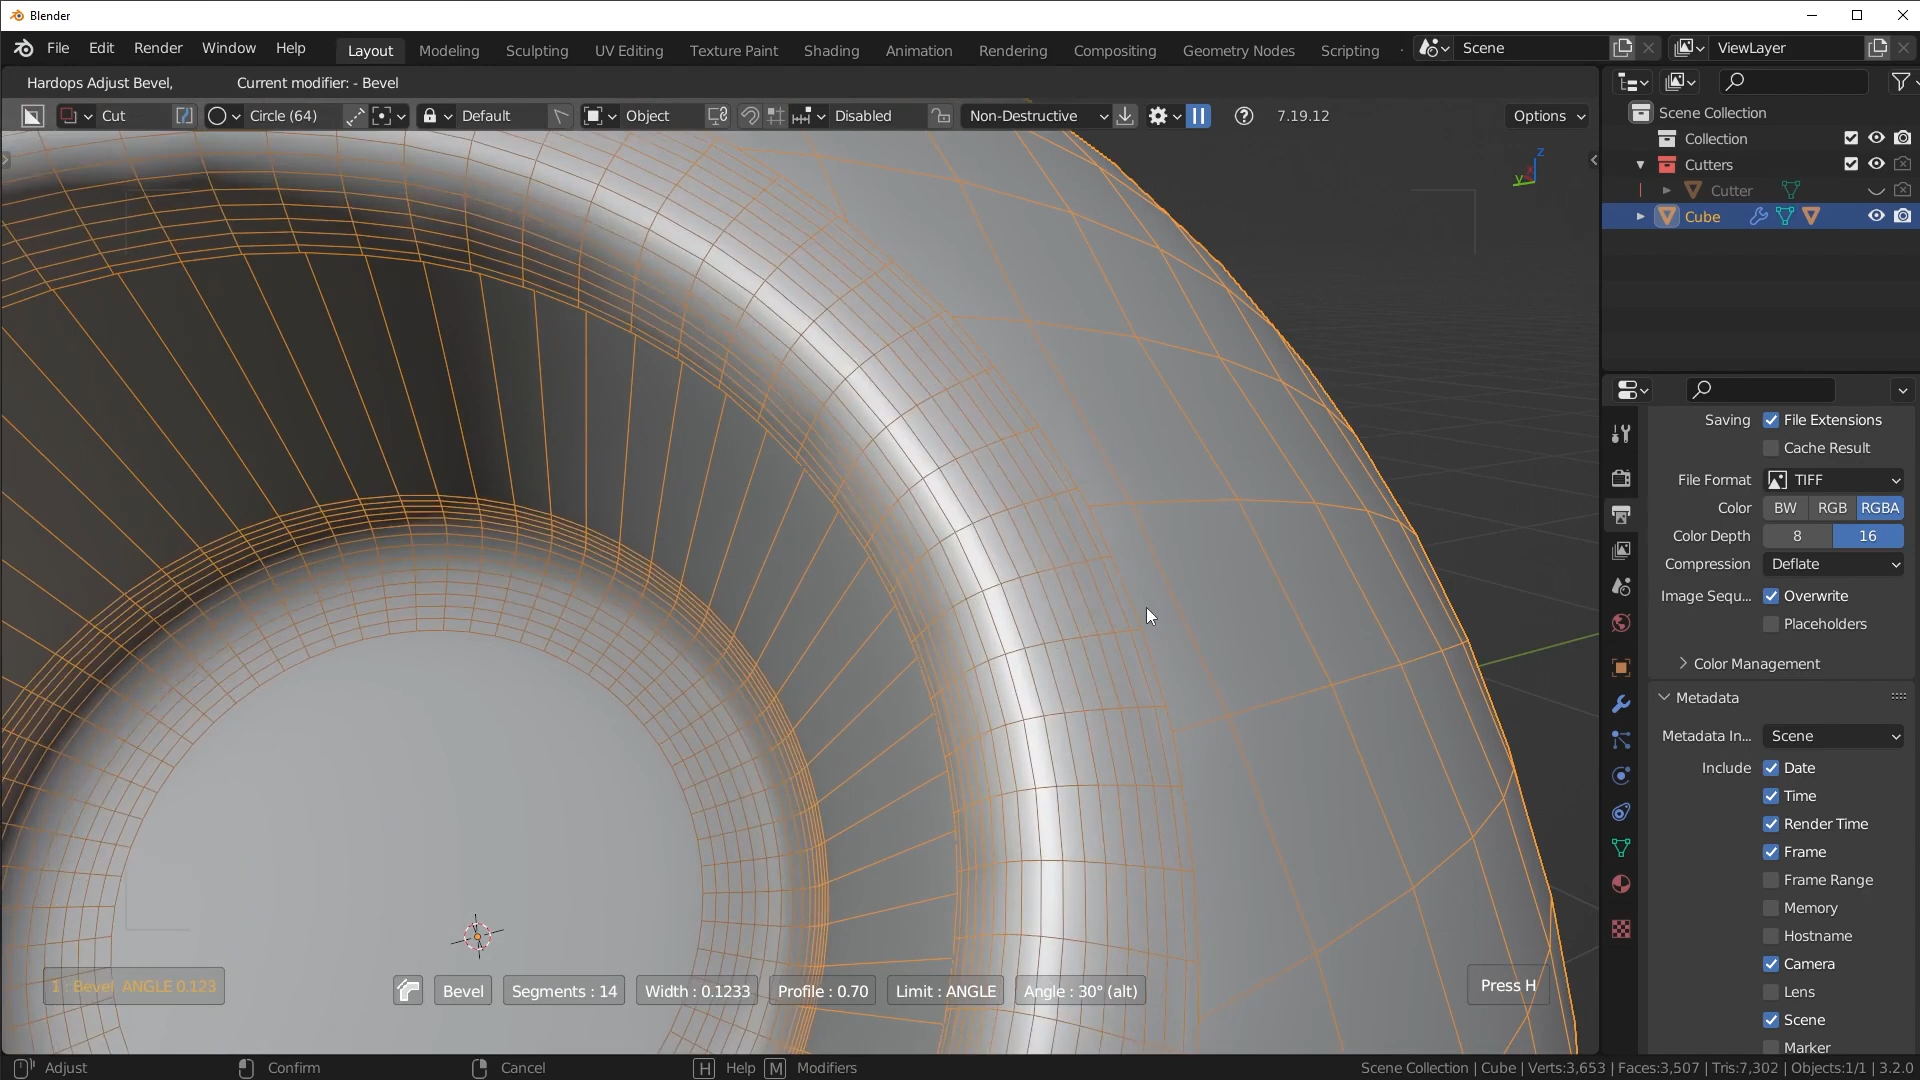 Blender
File Edit Render Window Help
Layout Modeling Sculpting UV Editing Texture Paint Shading Animation Rendering Compositing Geometry Nodes Scripting
Scene
ViewLayer
Hardops Adjust Bevel, Current modifier: - Bevel
Cut Circle (64) Default Object Disabled Non-Destructive 7.19.12 Options
Z
Y
Scene Collection
Collection
Cutters
Cutter
Cube
Saving File Extensions
Cache Result
File Format TIFF
Color BW RGB RGBA
Color Depth 8 16
Compression Deflate
Image Sequ... Overwrite
Placeholders
Color Management
Metadata
Metadata In... Scene
Include Date
Time
Render Time
Frame
Frame Range
Memory
Hostname
Camera
Lens
Scene
Marker
1 : Bevel ANGLE 0.123
Bevel Segments : 14 Width : 0.1233 Profile : 0.70 Limit : ANGLE Angle : 30° (alt)
Press H
Adjust Confirm Cancel H Help M Modifiers
Scene Collection | Cube | Verts:3,653 | Faces:3,507 | Tris:7,302 | Objects:1/1 | 3.2.0